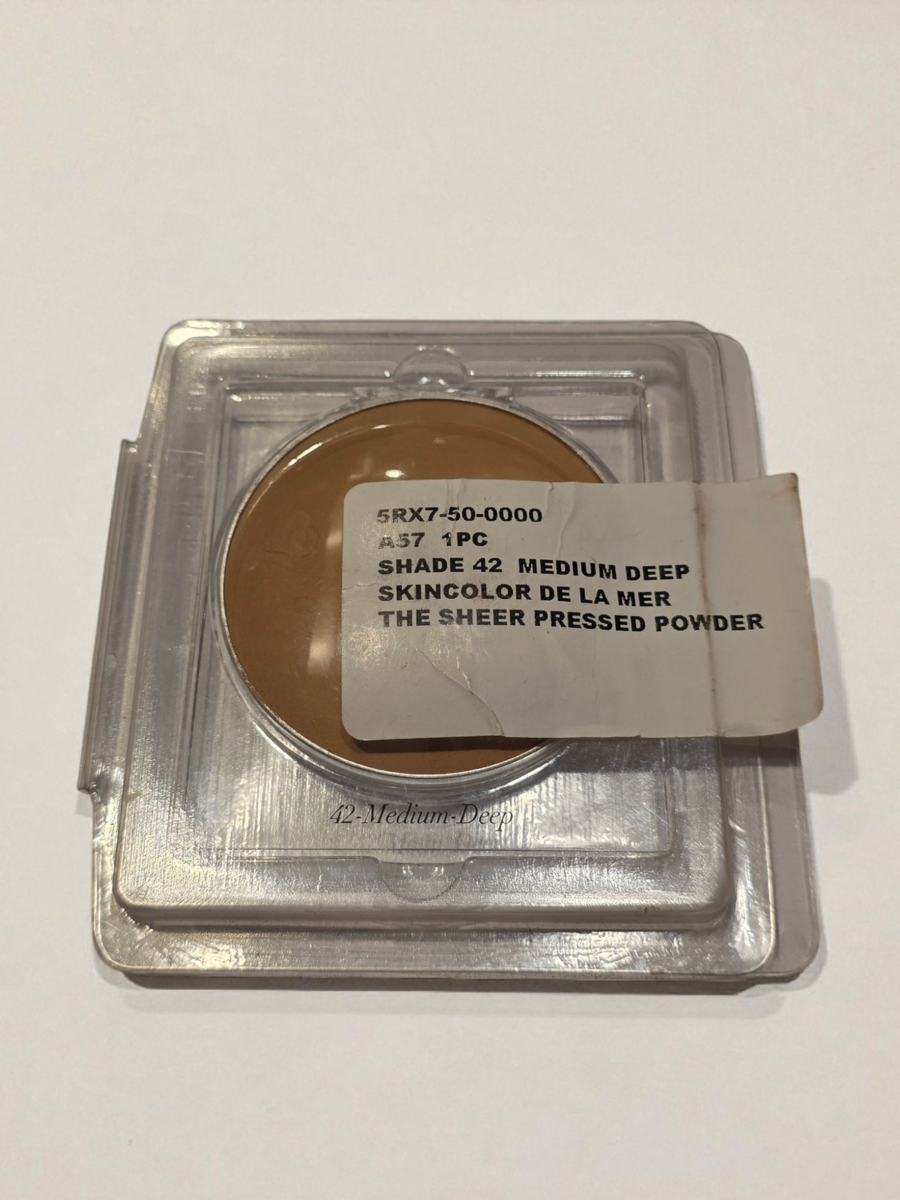 5RX7-50-0000
A57 1PC
SHADE 42 MEDIUM DEEP
SKINCOLOR DE LA MER
THE SHEER PRESSED POWDER
42-Medium-Deep